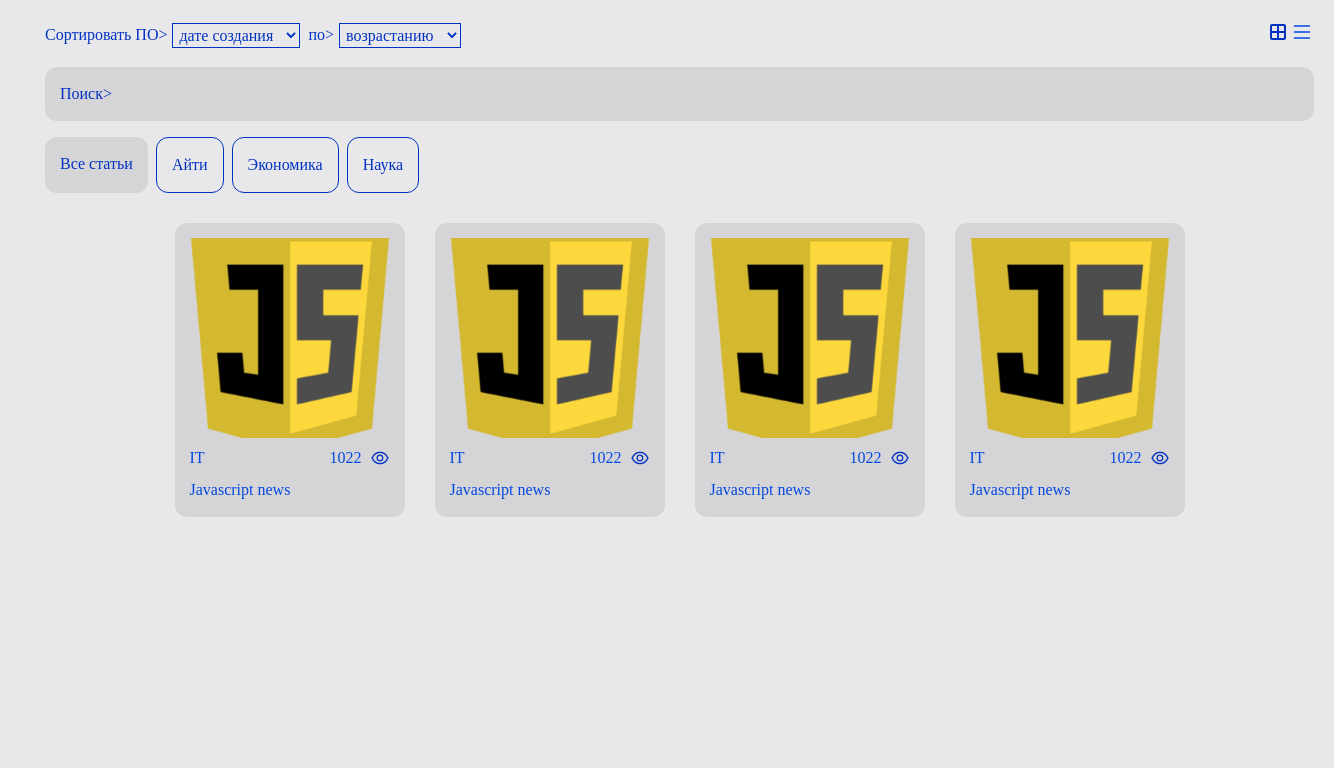 Сортировать ПО> дате создания по> возрастанию
Поиск>
Все статьи Айти Экономика Наука
JS JS JS JS
IT 1022 IT 1022 IT 1022 IT 1022
Javascript news Javascript news Javascript news Javascript news